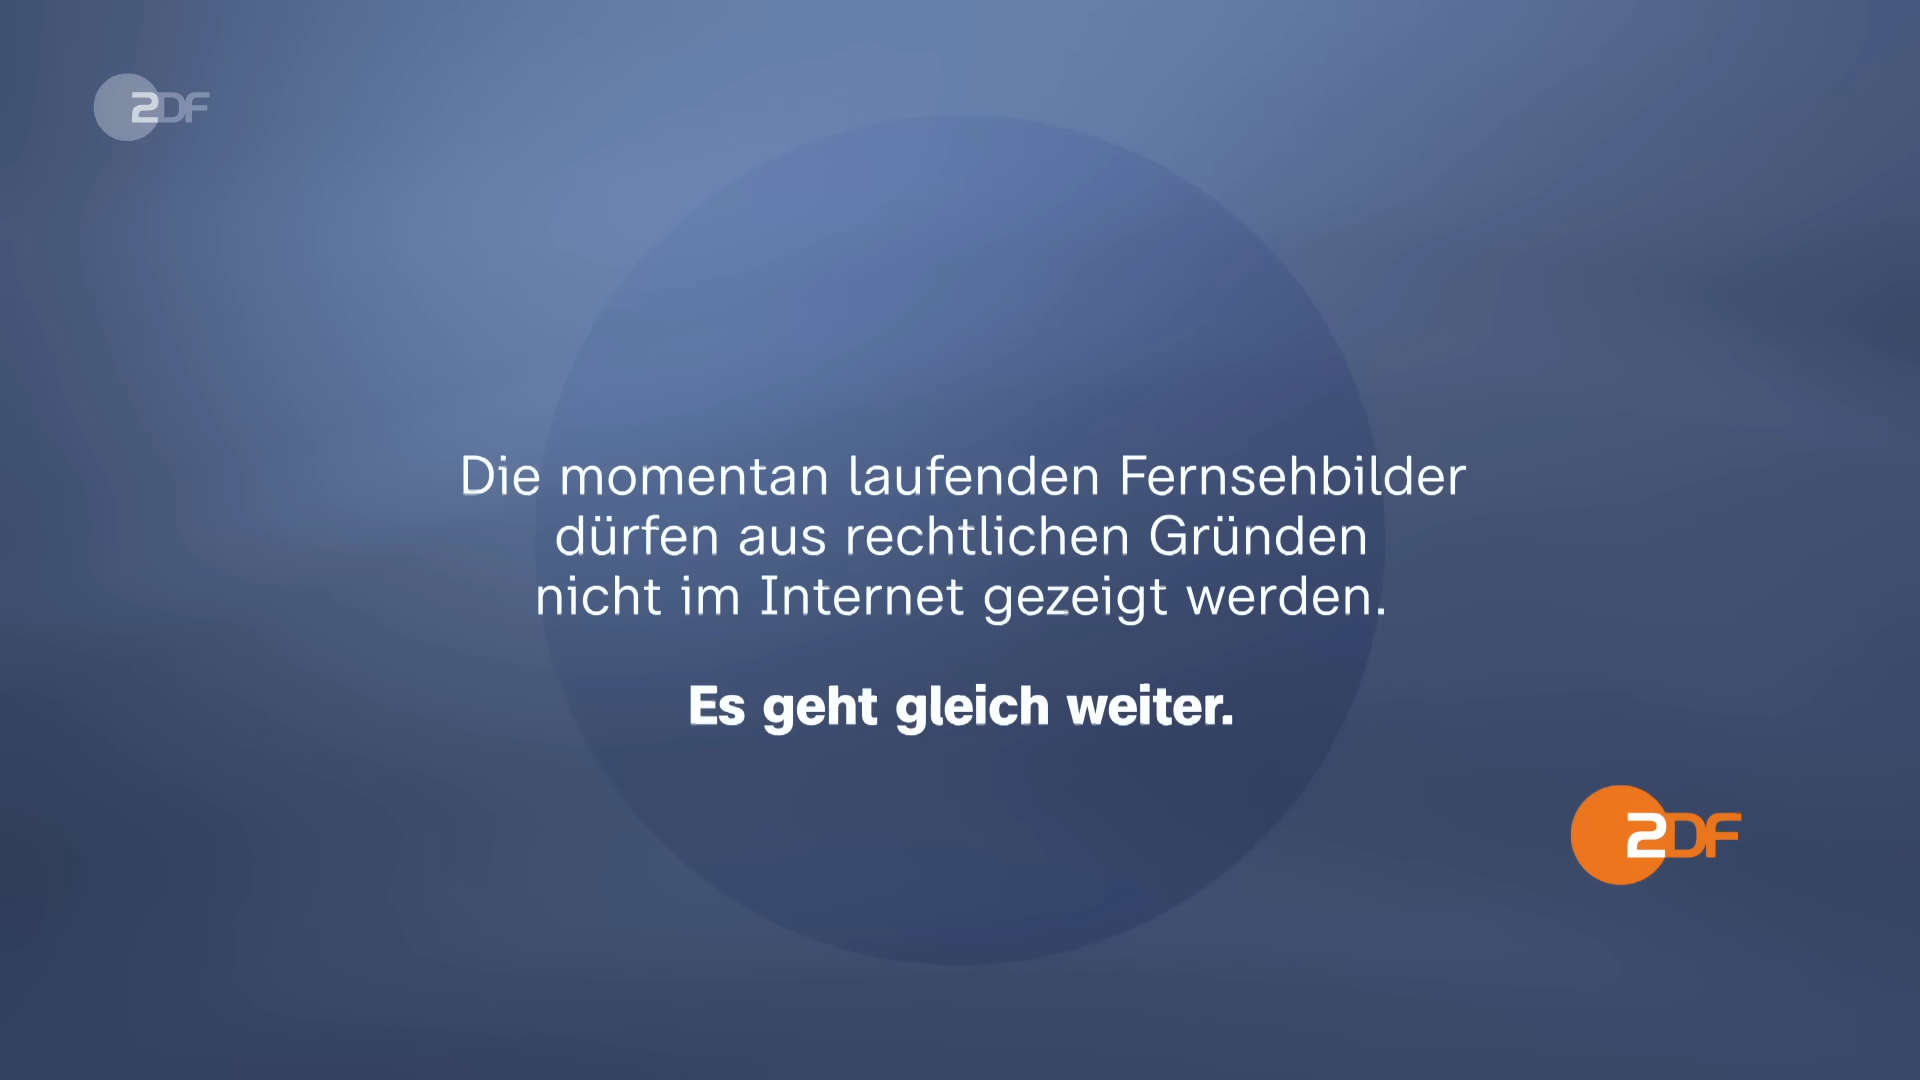 ZDF
Die momentan laufenden Fernsehbilder
dürfen aus rechtlichen Gründen
nicht im Internet gezeigt werden.
Es geht gleich weiter.
ZDF